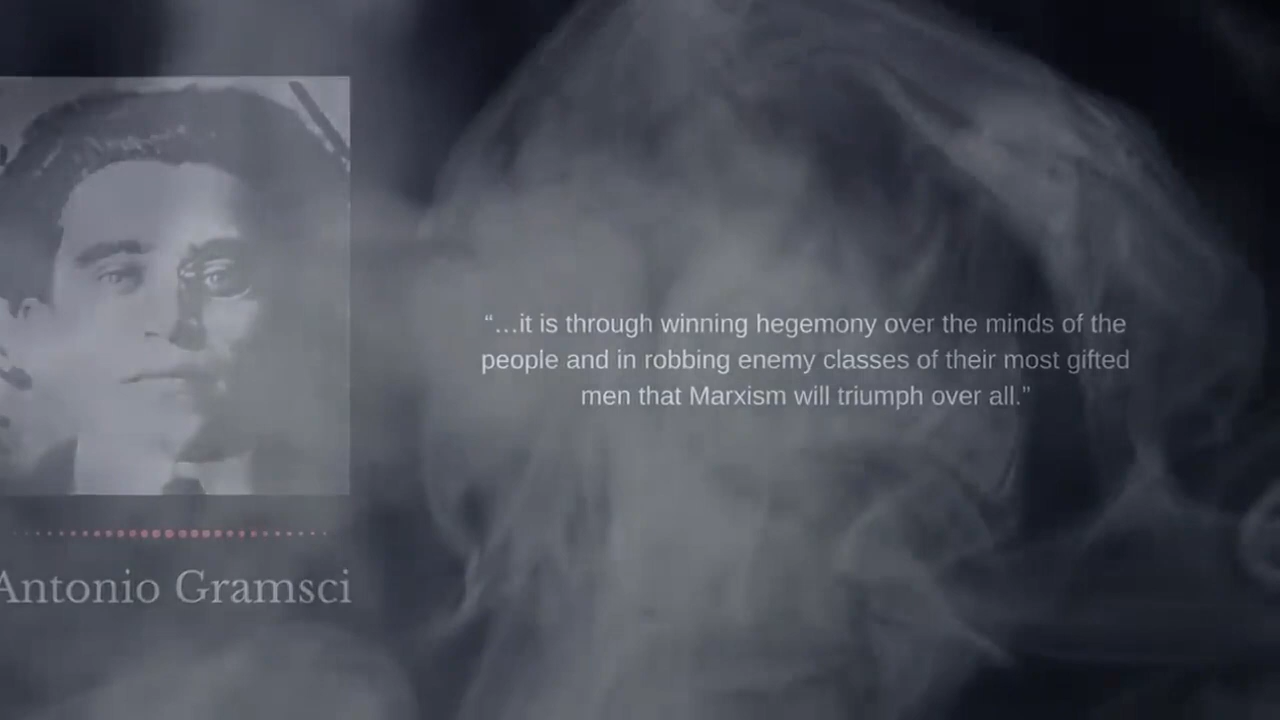 “…it is through winning hegemony over the minds of the
people and in robbing enemy classes of their most gifted
men that Marxism will triumph over all.”
Antonio Gramsci